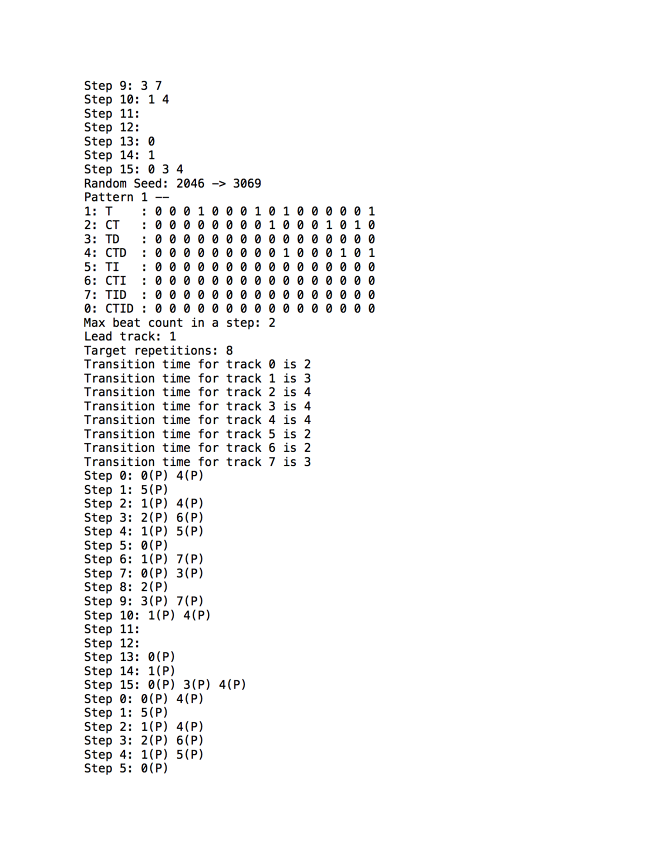 Step 9: 3 7
Step 10: 1 4
Step 11:
Step 12:
Step 13: 0
Step 14: 1
Step 15: 0 3 4
Random Seed: 2046 -> 3069
Pattern 1 --
1: T    : 0 0 0 1 0 0 0 1 0 1 0 0 0 0 0 1
2: CT   : 0 0 0 0 0 0 0 0 1 0 0 0 1 0 1 0
3: TD   : 0 0 0 0 0 0 0 0 0 0 0 0 0 0 0 0
4: CTD  : 0 0 0 0 0 0 0 0 0 1 0 0 0 1 0 1
5: TI   : 0 0 0 0 0 0 0 0 0 0 0 0 0 0 0 0
6: CTI  : 0 0 0 0 0 0 0 0 0 0 0 0 0 0 0 0
7: TID  : 0 0 0 0 0 0 0 0 0 0 0 0 0 0 0 0
0: CTID : 0 0 0 0 0 0 0 0 0 0 0 0 0 0 0 0
Max beat count in a step: 2
Lead track: 1
Target repetitions: 8
Transition time for track 0 is 2
Transition time for track 1 is 3
Transition time for track 2 is 4
Transition time for track 3 is 4
Transition time for track 4 is 4
Transition time for track 5 is 2
Transition time for track 6 is 2
Transition time for track 7 is 3
Step 0: 0(P) 4(P)
Step 1: 5(P)
Step 2: 1(P) 4(P)
Step 3: 2(P) 6(P)
Step 4: 1(P) 5(P)
Step 5: 0(P)
Step 6: 1(P) 7(P)
Step 7: 0(P) 3(P)
Step 8: 2(P)
Step 9: 3(P) 7(P)
Step 10: 1(P) 4(P)
Step 11:
Step 12:
Step 13: 0(P)
Step 14: 1(P)
Step 15: 0(P) 3(P) 4(P)
Step 0: 0(P) 4(P)
Step 1: 5(P)
Step 2: 1(P) 4(P)
Step 3: 2(P) 6(P)
Step 4: 1(P) 5(P)
Step 5: 0(P)